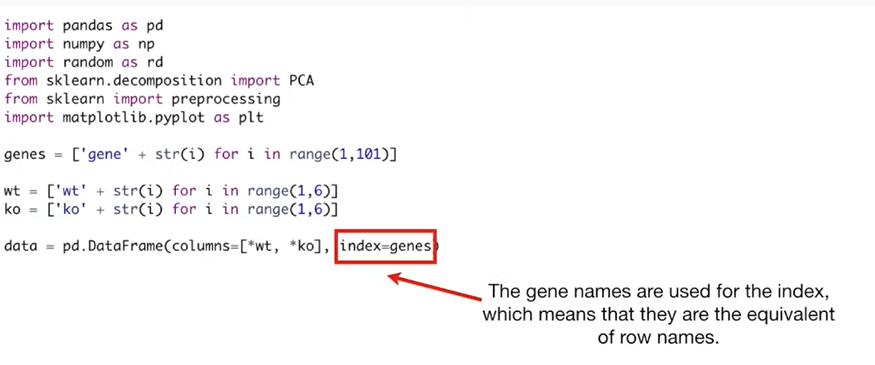 import pandas as pd
import numpy as np
import random as rd
from sklearn.decomposition import PCA
from sklearn import preprocessing
import matplotlib.pyplot as plt
genes = ['gene' + str(i) for i in range(1,101)]
wt = ['wt' + str(i) for i in range(1,6)]
ko = ['ko' + str(i) for i in range(1,6)]
data = pd.DataFrame(columns=[*wt, *ko], index=genes)
The gene names are used for the index,
which means that they are the equivalent
of row names.